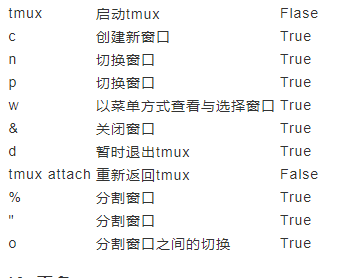 tmux 启动tmux Flase
c 创建新窗口 True
n 切换窗口 True
p 切换窗口 True
w 以菜单方式查看与选择窗口 True
& 关闭窗口 True
d 暂时退出tmux True
tmux attach 重新返回tmux False
% 分割窗口 True
" 分割窗口 True
o 分割窗口之间的切换 True